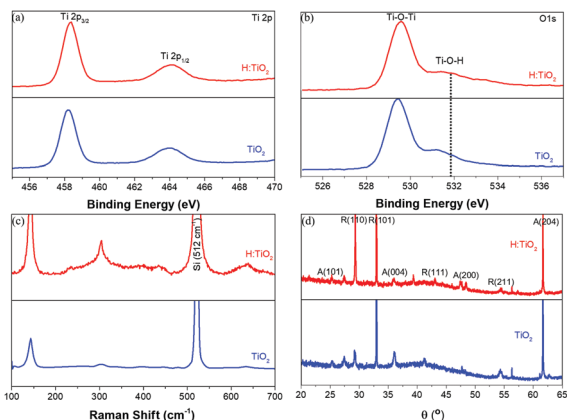 (a)
Ti 2p3/2
Ti 2p
Ti 2p1/2
H:TiO2
TiO2
456 458 460 462 464 466 468 470
Binding Energy (eV)
(b)
Ti-O-Ti
O1s
Ti-O-H
H:TiO2
TiO2
526 528 530 532 534 536
Binding Energy (eV)
(c)
Si (512 cm-1)
H:TiO2
TiO2
100 200 300 400 500 600 700
Raman Shift (cm-1)
(d)
R(110) R(101) A(204)
H:TiO2
A(101) A(004) R(111) A(200) R(211)
TiO2
20 25 30 35 40 45 50 55 60 65
θ (º)